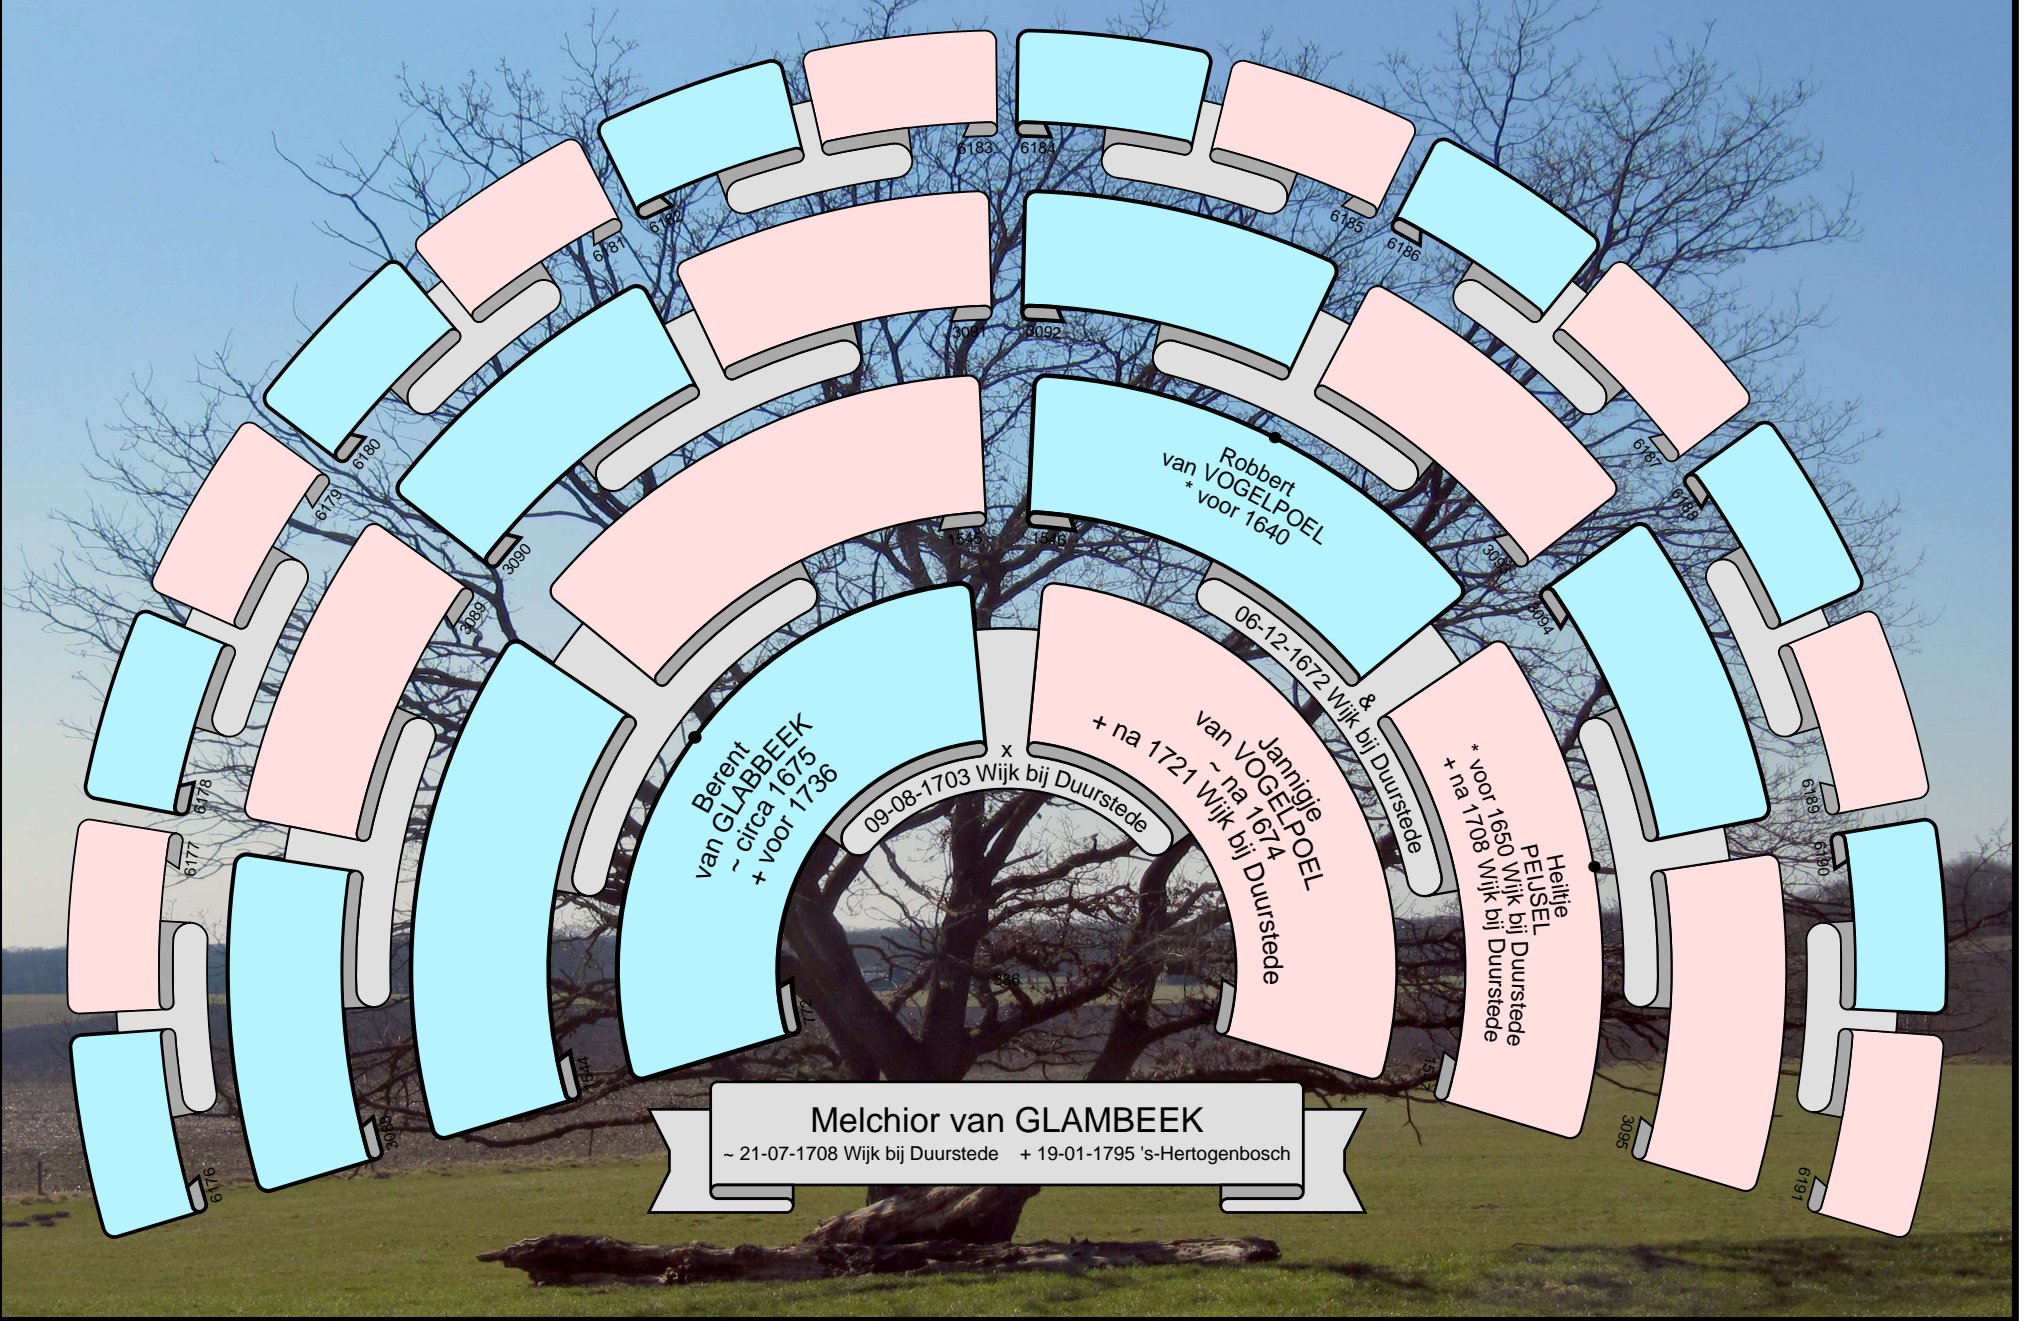 6183
6184
6182
6185
6181
6186
3091
3092
6180
6187
6179
6188
Robbert
van VOGELPOEL
* voor 1640
1545
1546
3090
3093
3089
3094
06-12-1672 Wijk bij Duurstede
&
Berent
van GLABBEEK
~ circa 1675
+ voor 1736
x
09-08-1703 Wijk bij Duurstede
Jannigje
van VOGELPOEL
~ na 1674
+ na 1721 Wijk bij Duurstede
Heiltje
PEIJSEL
* voor 1650 Wijk bij Duurstede
+ na 1708 Wijk bij Duurstede
6178
6189
6177
6190
386
772
1544
1547
3088
3095
6176
6191
Melchior van GLAMBEEK
~ 21-07-1708 Wijk bij Duurstede + 19-01-1795 's-Hertogenbosch